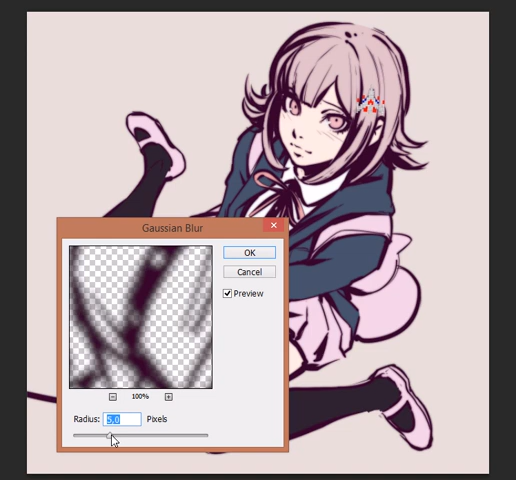 Gaussian Blur
OK
Cancel
Preview
100%
Radius: 5.0 Pixels